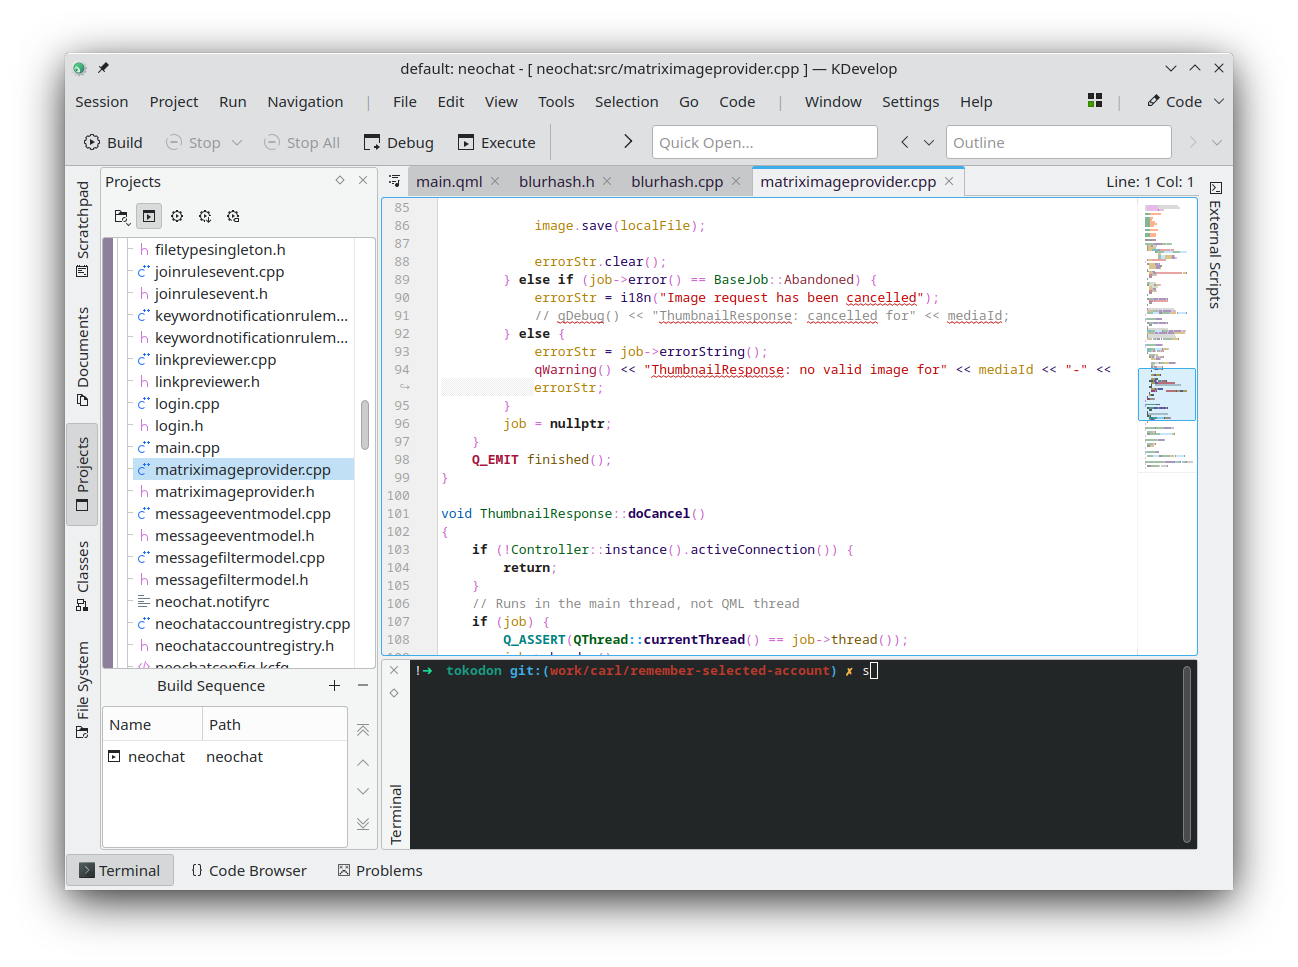 default: neochat - [ neochat:src/matriximageprovider.cpp ] — KDevelop
Session Project Run Navigation | File Edit View Tools Selection Go Code | Window Settings Help | Code
Build Stop Stop All Debug Execute Quick Open... Outline
Scratchpad
Documents
Projects
Classes
File System
Projects
filetypesingleton.h
joinrulesevent.cpp
joinrulesevent.h
keywordnotificationrulem...
keywordnotificationrulem...
linkpreviewer.cpp
linkpreviewer.h
login.cpp
login.h
main.cpp
matriximageprovider.cpp
matriximageprovider.h
messageeventmodel.cpp
messageeventmodel.h
messagefiltermodel.cpp
messagefiltermodel.h
neochat.notifyrc
neochataccountregistry.cpp
neochataccountregistry.h
neochatconfig.kcfg
Build Sequence
Name Path
neochat neochat
main.qml blurhash.h blurhash.cpp matriximageprovider.cpp Line: 1 Col: 1
85
86 image.save(localFile);
87
88 errorStr.clear();
89 } else if (job->error() == BaseJob::Abandoned) {
90 errorStr = i18n("Image request has been cancelled");
91 // qDebug() << "ThumbnailResponse: cancelled for" << mediaId;
92 } else {
93 errorStr = job->errorString();
94 qWarning() << "ThumbnailResponse: no valid image for" << mediaId << "-" <<
errorStr;
95 }
96 job = nullptr;
97 }
98 Q_EMIT finished();
99 }
100
101 void ThumbnailResponse::doCancel()
102 {
103 if (!Controller::instance().activeConnection()) {
104 return;
105 }
106 // Runs in the main thread, not QML thread
107 if (job) {
108 Q_ASSERT(QThread::currentThread() == job->thread());
External Scripts
Terminal
!➜ tokodon git:(work/carl/remember-selected-account) ✗ s
Terminal {} Code Browser Problems